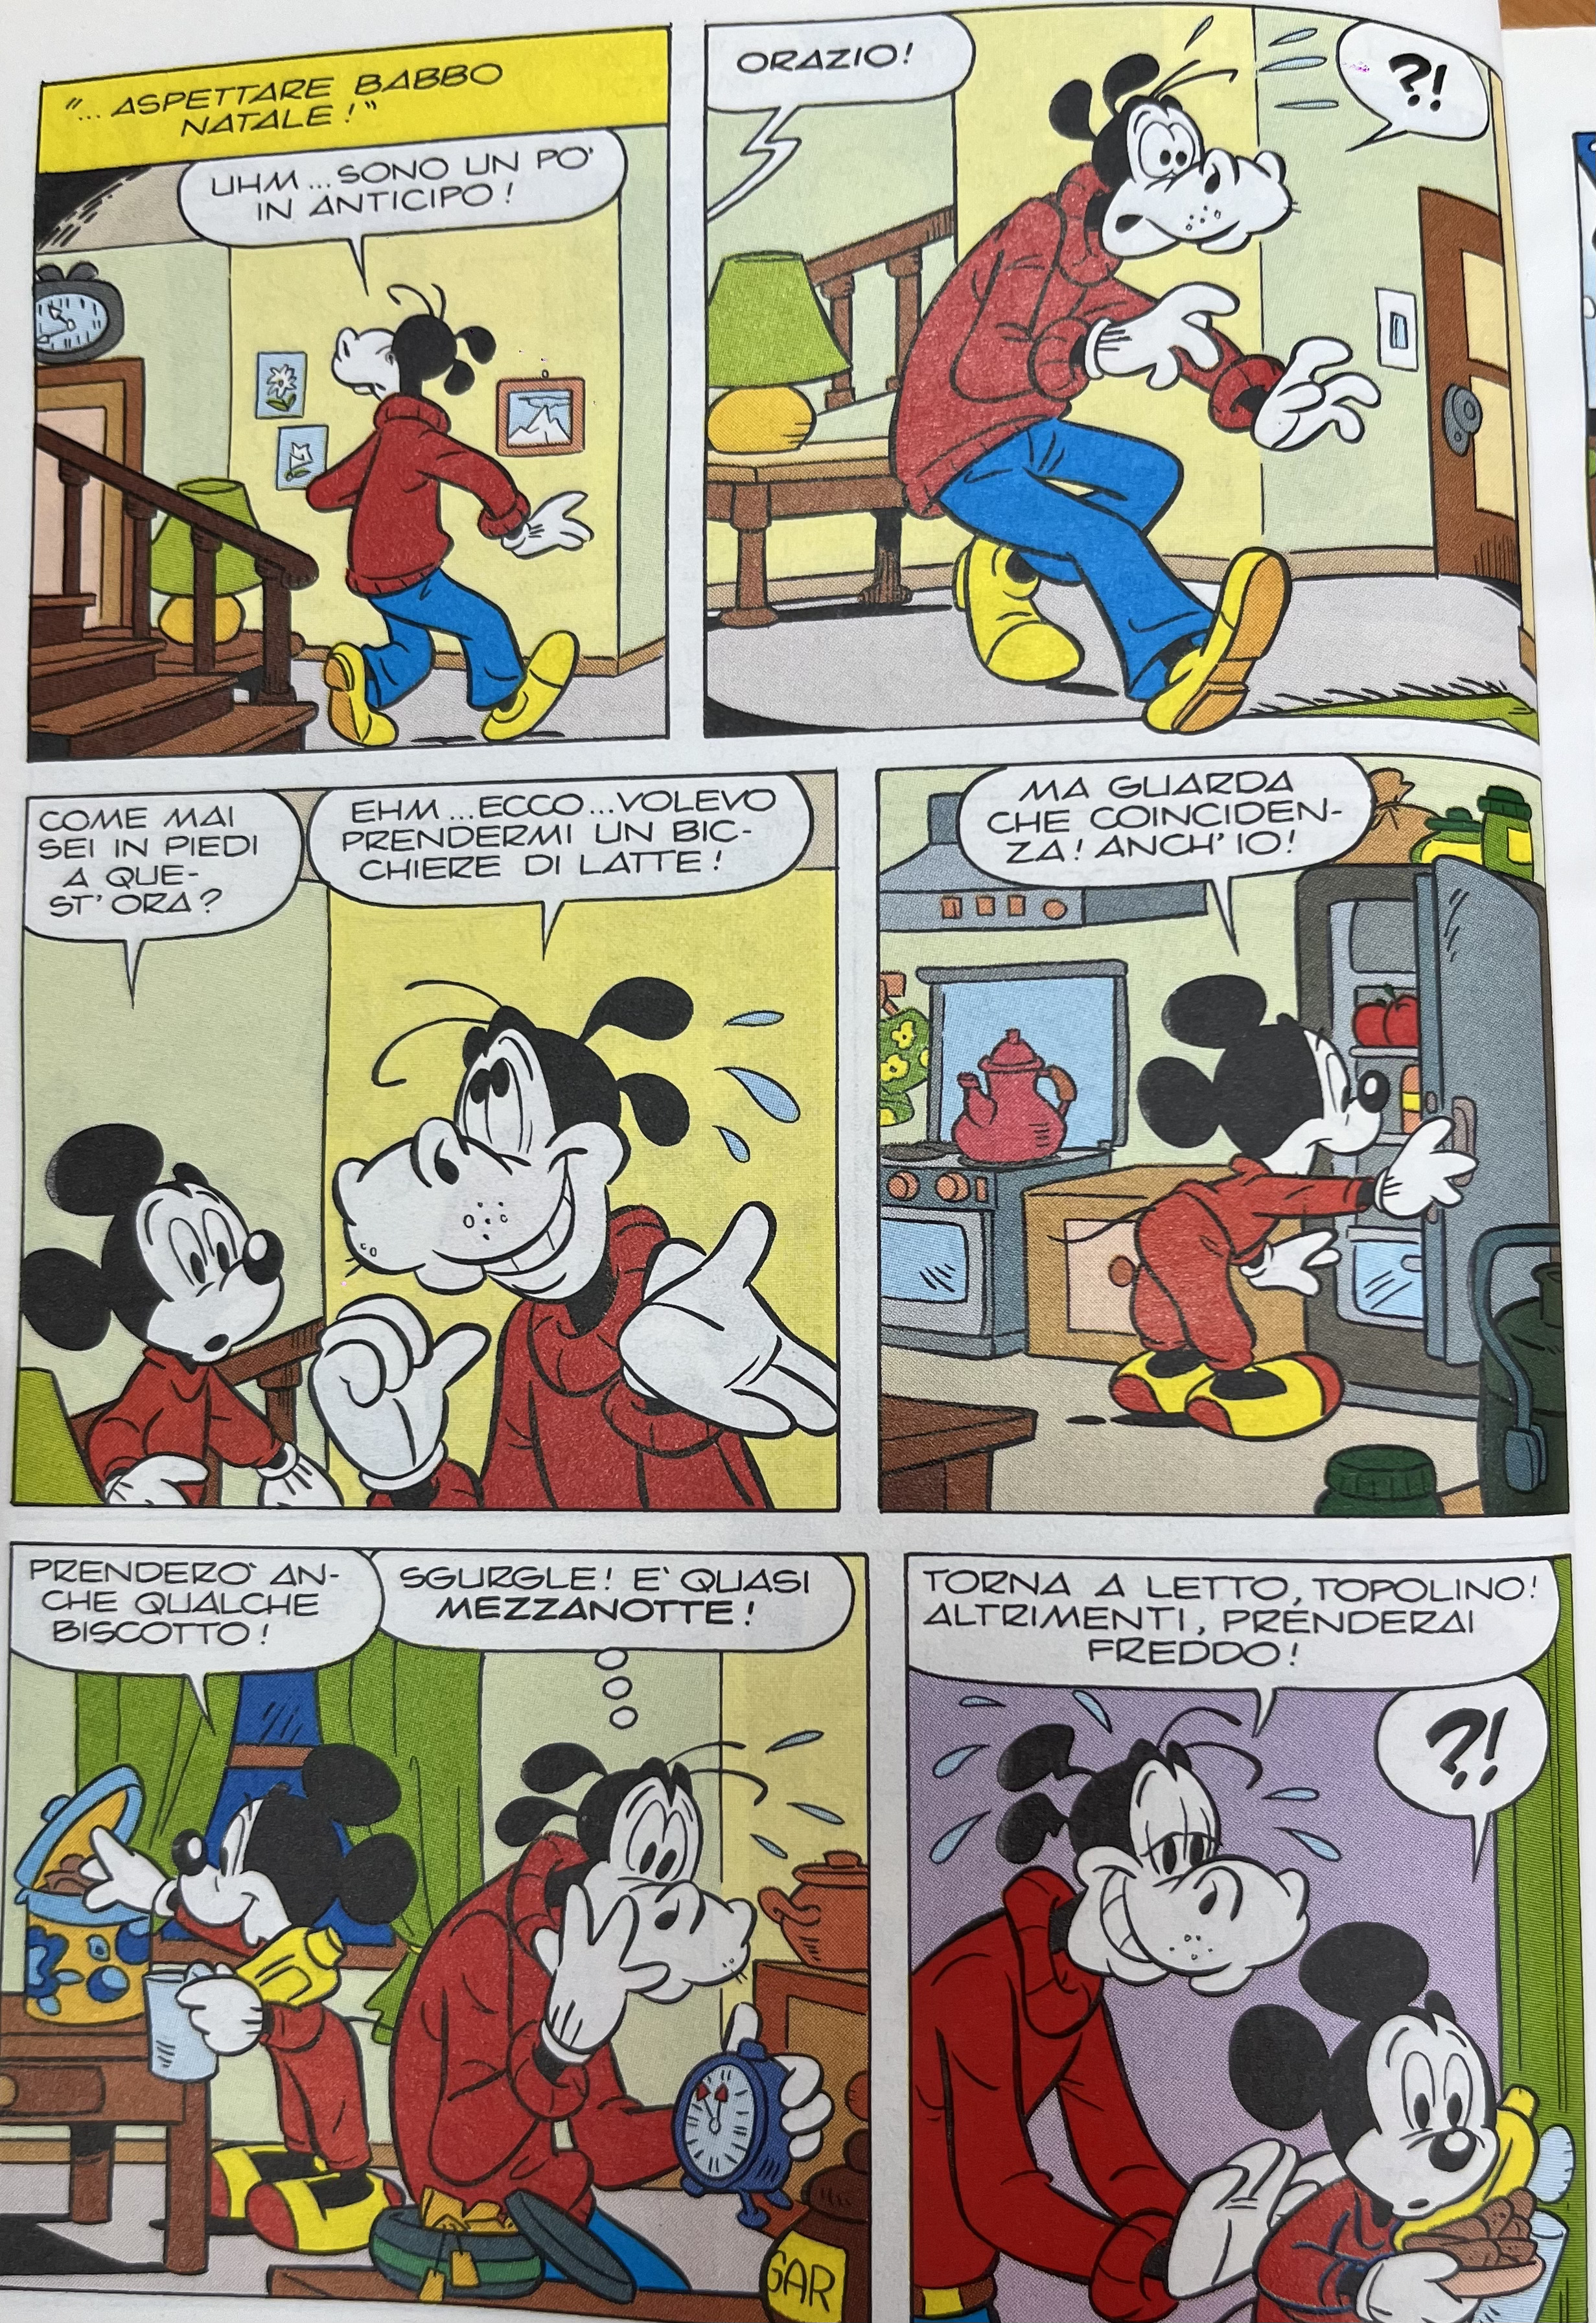 "...ASPETTARE BABBO
NATALE!"
UHM...SONO UN PO'
IN ANTICIPO!
ORAZIO!
?!
COME MAI
SEI IN PIEDI
A QUE-
ST'ORA?
EHM...ECCO...VOLEVO
PRENDERMI UN BIC-
CHIERE DI LATTE!
MA GUARDA
CHE COINCIDEN-
ZA! ANCH'IO!
PRENDERO' AN-
CHE QUALCHE
BISCOTTO!
SGURGLE! E' QUASI
MEZZANOTTE!
GAR
TORNA A LETTO, TOPOLINO!
ALTRIMENTI, PRENDERAI
FREDDO!
?!